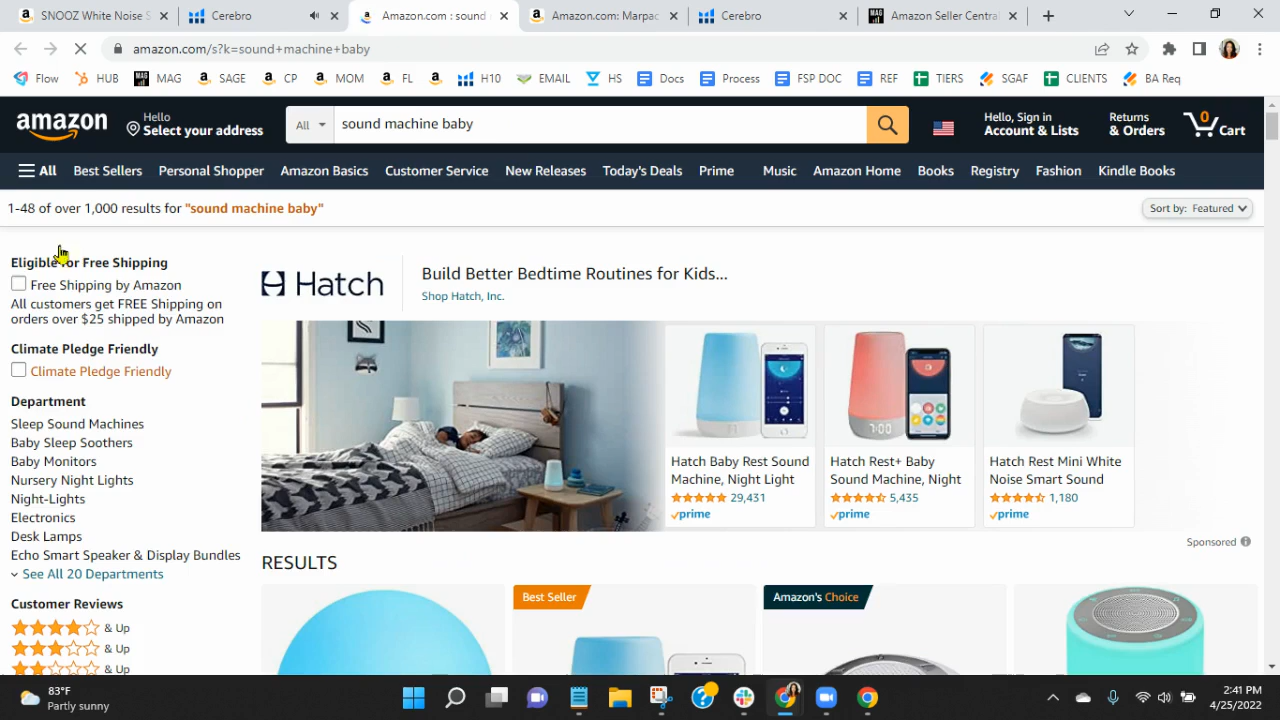 SNOOZ White Noise S
Cerebro
Amazon.com : sound
Amazon.com: Marpac
Cerebro
Amazon Seller Central
amazon.com/s?k=sound+machine+baby
Flow HUB MAG SAGE CP MOM FL H10 EMAIL HS Docs Process FSP DOC REF TIERS SGAF CLIENTS BA Req
amazon
Hello
Select your address
All
sound machine baby
Hello, Sign in
Account & Lists
Returns
& Orders
0
Cart
All Best Sellers Personal Shopper Amazon Basics Customer Service New Releases Today's Deals Prime Music Amazon Home Books Registry Fashion Kindle Books
1-48 of over 1,000 results for "sound machine baby"
Sort by: Featured
Eligible for Free Shipping
Free Shipping by Amazon
All customers get FREE Shipping on
orders over $25 shipped by Amazon
Climate Pledge Friendly
Climate Pledge Friendly
Department
Sleep Sound Machines
Baby Sleep Soothers
Baby Monitors
Nursery Night Lights
Night-Lights
Electronics
Desk Lamps
Echo Smart Speaker & Display Bundles
See All 20 Departments
Customer Reviews
& Up
& Up
& Up
Hatch
Build Better Bedtime Routines for Kids...
Shop Hatch, Inc.
7:00
Hatch Baby Rest Sound
Machine, Night Light
29,431
prime
Hatch Rest+ Baby
Sound Machine, Night
5,435
prime
Hatch Rest Mini White
Noise Smart Sound
1,180
prime
Sponsored
RESULTS
Best Seller
Amazon's Choice
83°F
Partly sunny
2:41 PM
4/25/2022